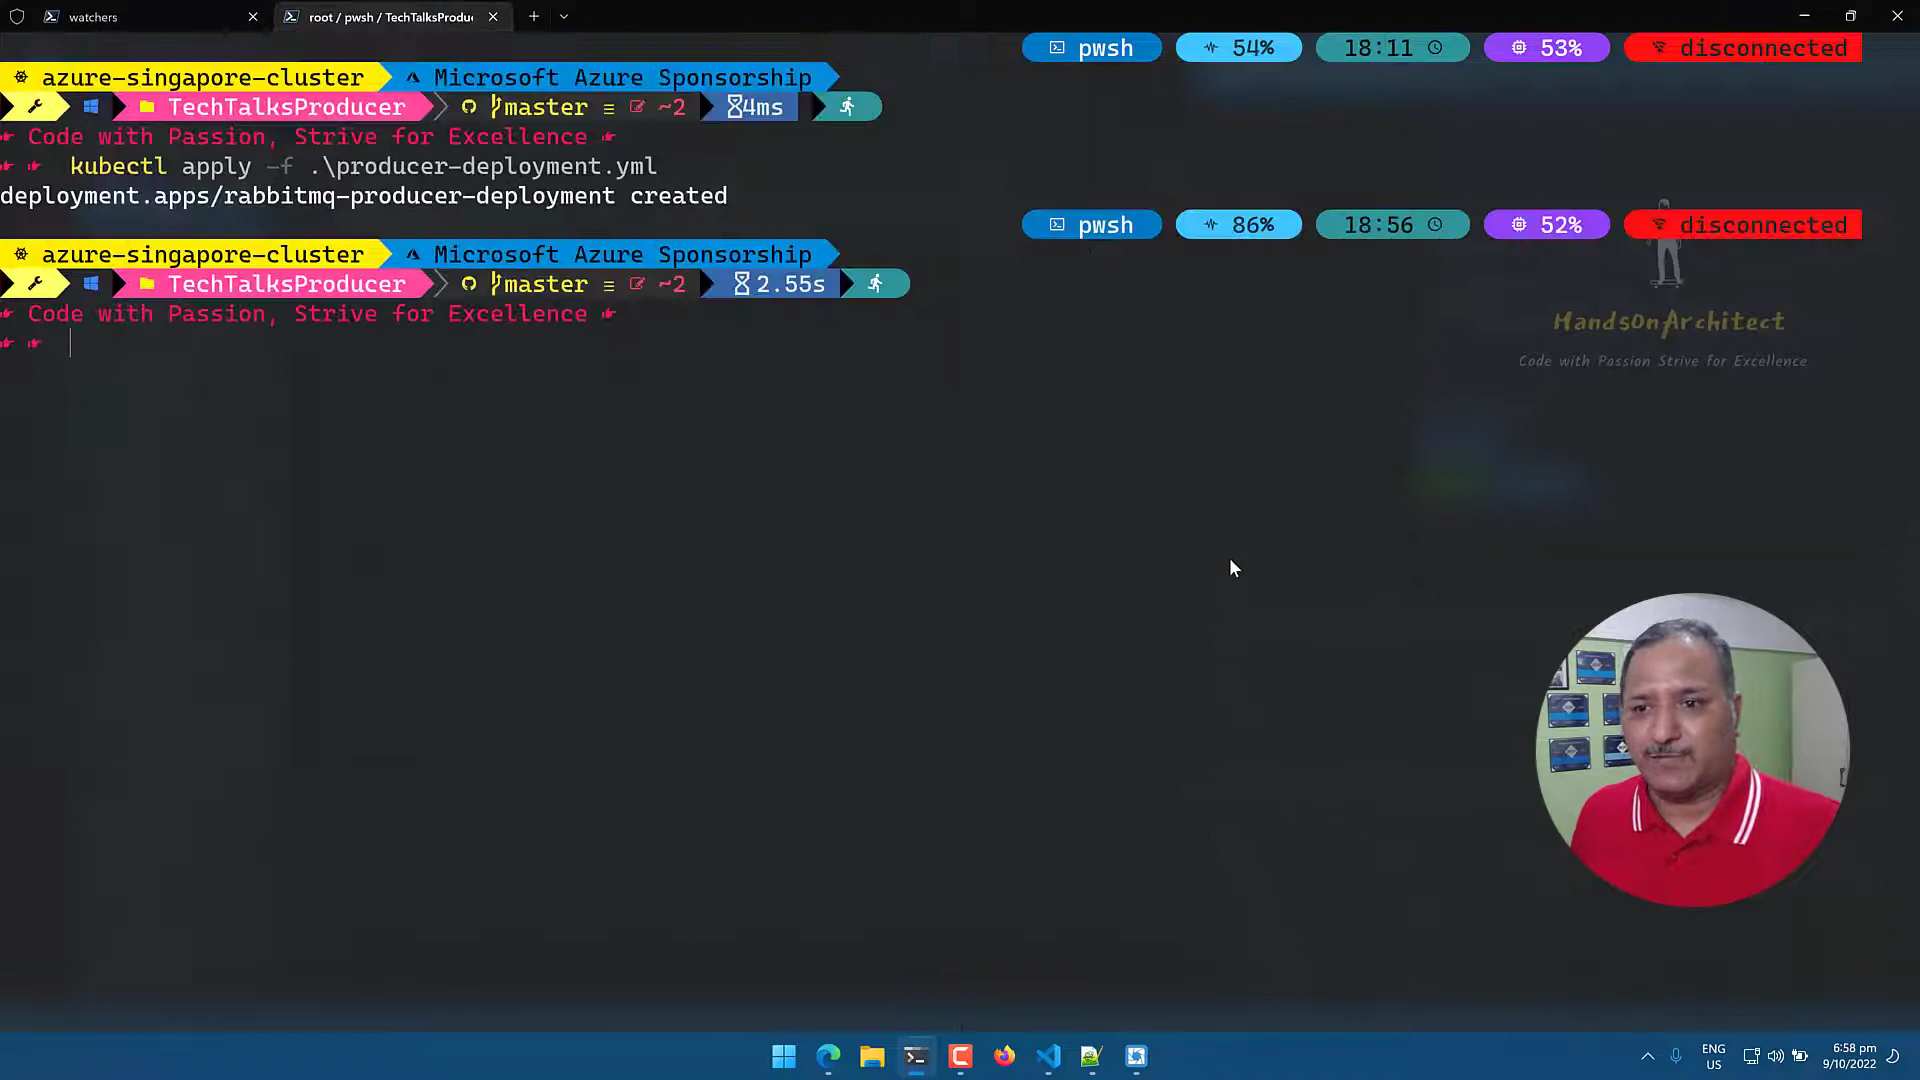 watchers
root / pwsh / TechTalksProduc
pwsh 54% 18:11 53% disconnected
azure-singapore-cluster Microsoft Azure Sponsorship
TechTalksProducer master ≡ ~2 4ms
Code with Passion, Strive for Excellence
kubectl apply -f .\producer-deployment.yml
deployment.apps/rabbitmq-producer-deployment created
pwsh 86% 18:56 52% disconnected
azure-singapore-cluster Microsoft Azure Sponsorship
TechTalksProducer master ≡ ~2 2.55s
Code with Passion, Strive for Excellence
HandsOnArchitect
Code with Passion Strive for Excellence
ENG
US
6:58 pm
9/10/2022